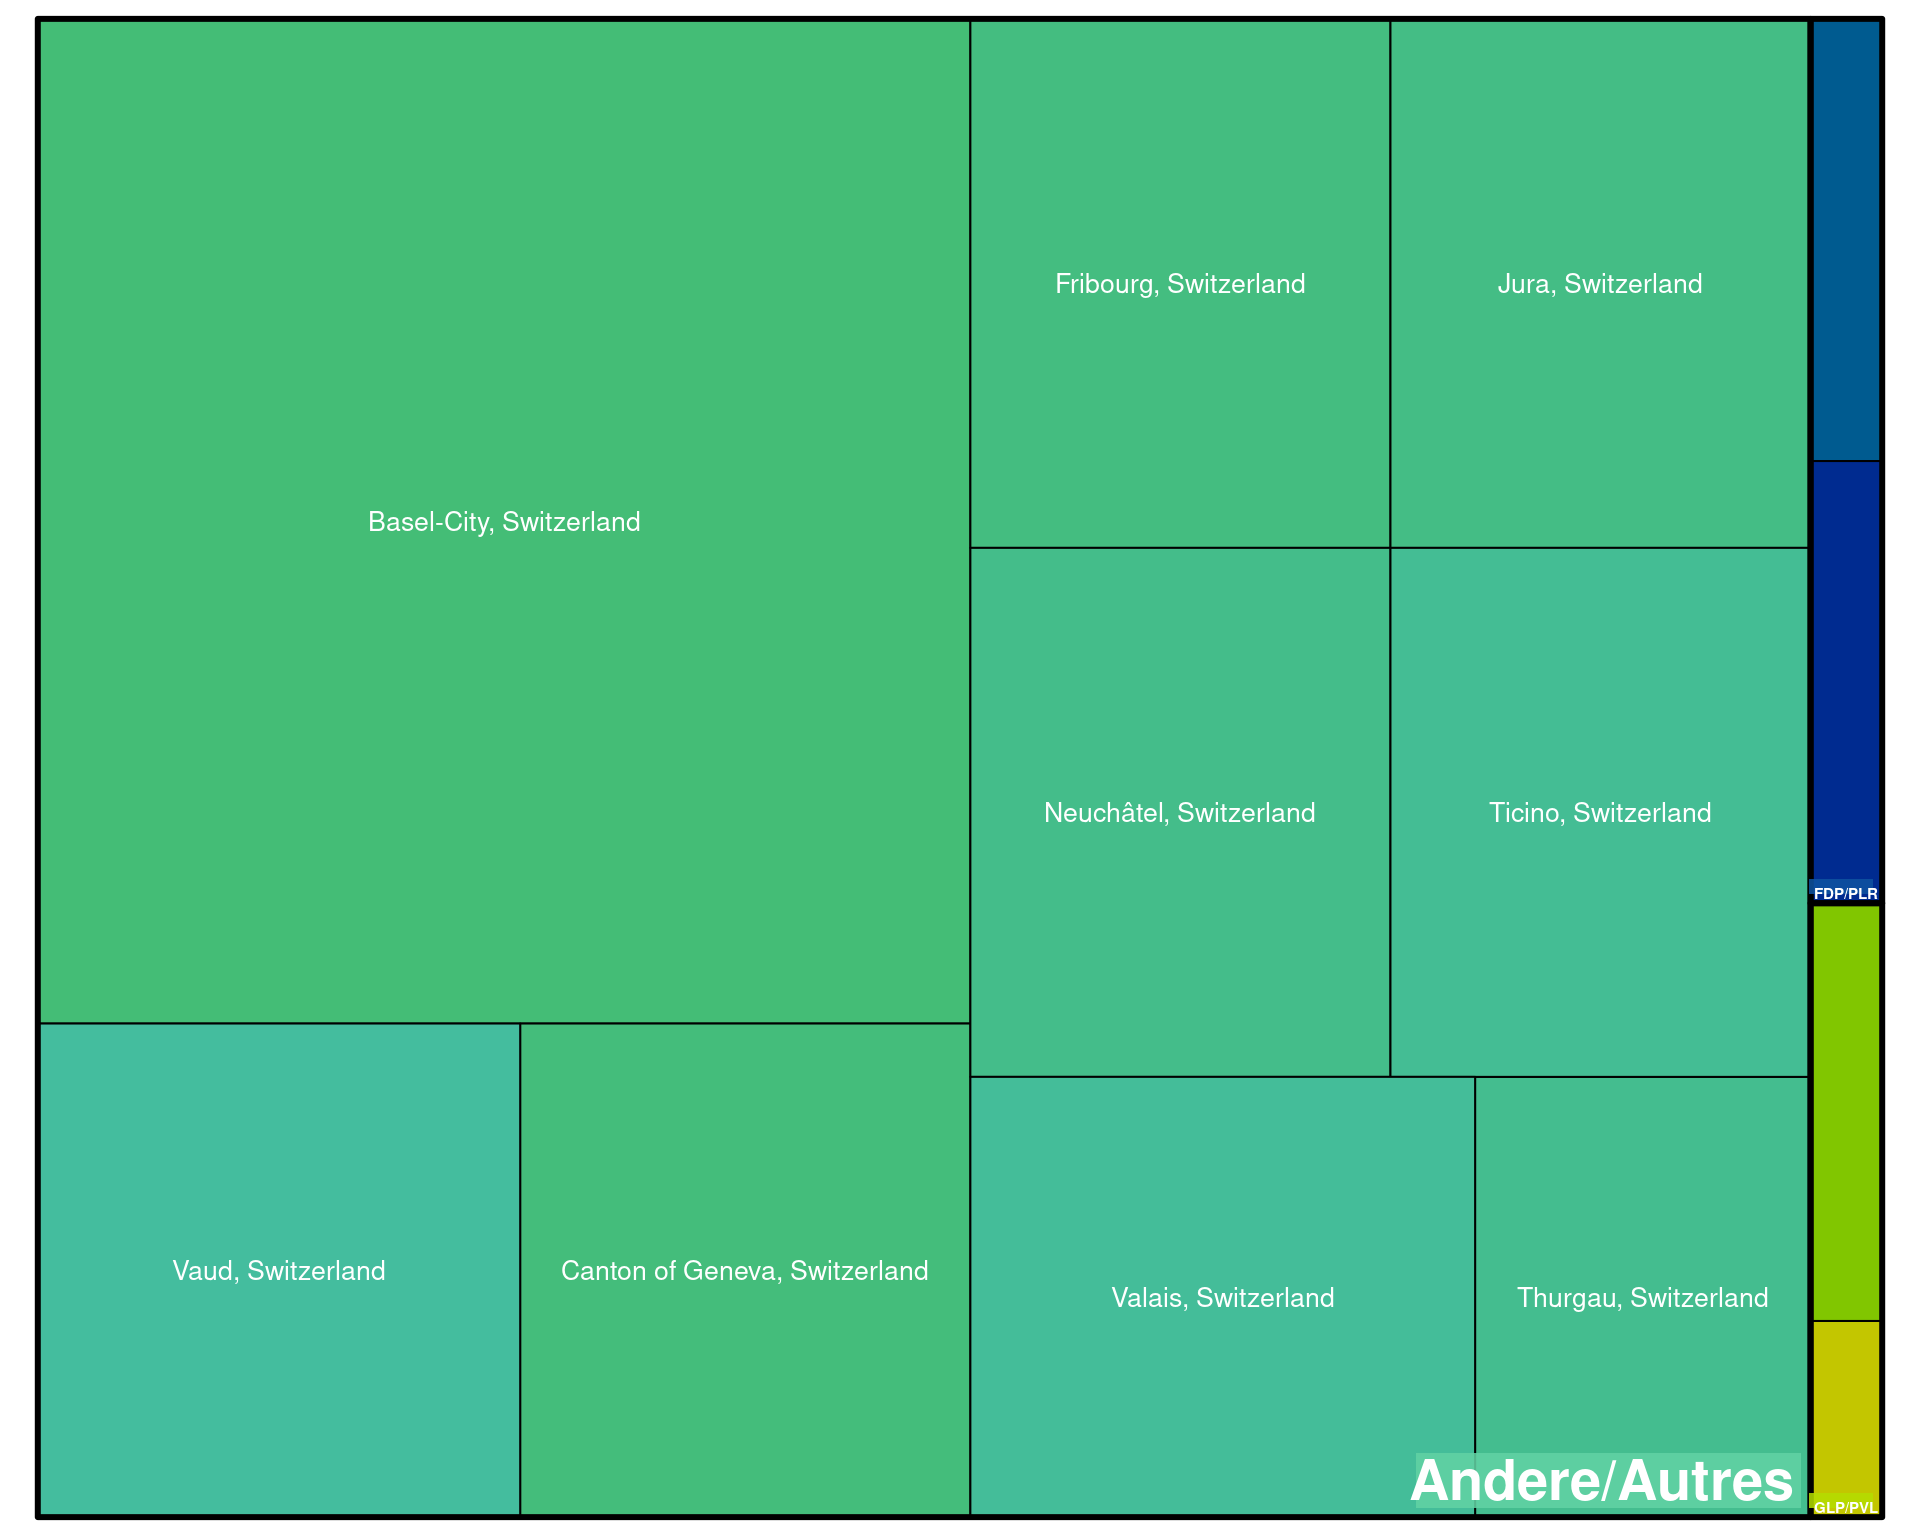 Basel-City, Switzerland
Fribourg, Switzerland
Jura, Switzerland
Neuchâtel, Switzerland
Ticino, Switzerland
FDP/PLR
Vaud, Switzerland
Canton of Geneva, Switzerland
Valais, Switzerland
Thurgau, Switzerland
Andere/Autres
GLP/PVL